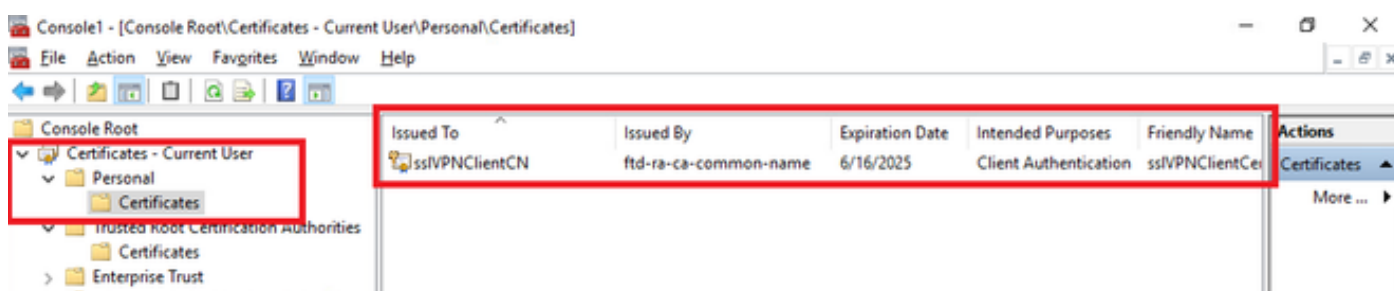 Console1 - [Console Root\Certificates - Current User\Personal\Certificates]
File Action View Favorites Window Help
Console Root
Certificates - Current User
Personal
Certificates
Trusted Root Certification Authorities
Certificates
Enterprise Trust
Issued To Issued By Expiration Date Intended Purposes Friendly Name
sslVPNClientCN ftd-ra-ca-common-name 6/16/2025 Client Authentication sslVPNClientCer
Actions
Certificates
More ...